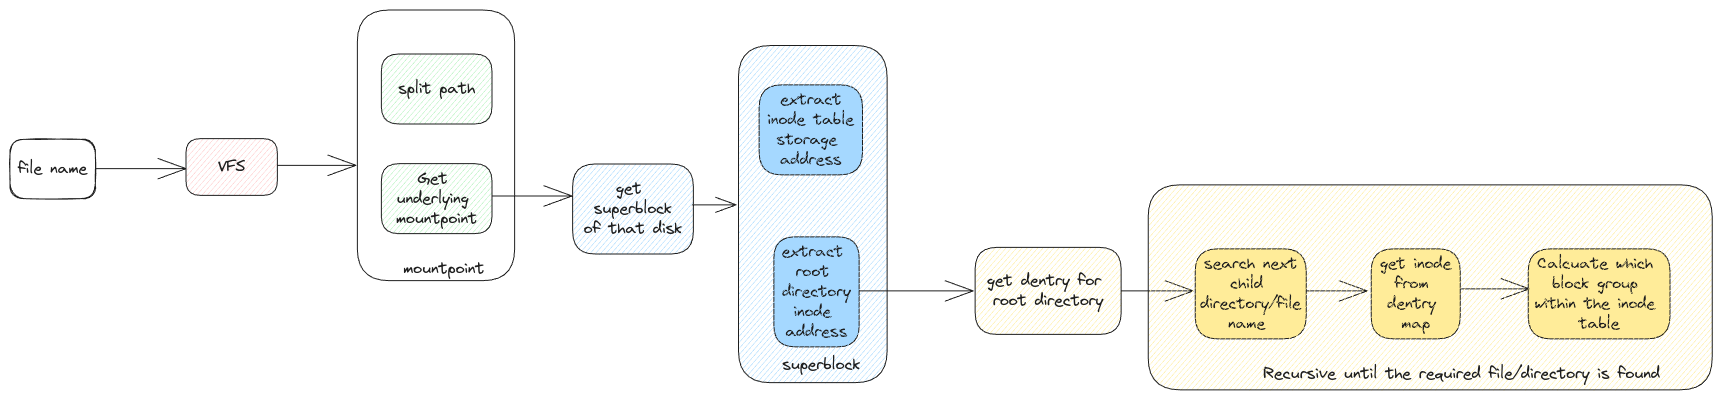 file name
VFS
split path
Get
underlying
mountpoint
mountpoint
get
superblock
of that disk
extract
inode table
storage
address
extract
root
directory
inode
address
superblock
get dentry for
root directory
search next
child
directory/file
name
get inode
from
dentry
map
Calcuate which
block group
within the inode
table
Recursive until the required file/directory is found